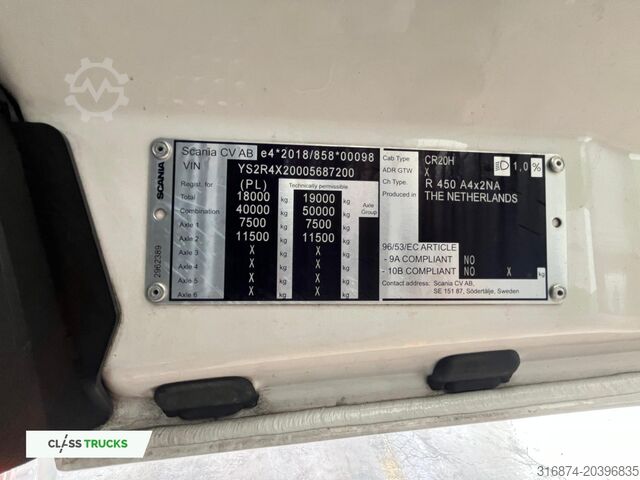 SCANIA
2962389
Scania CV AB e4*2018/858*00098
VIN YS2R4X20005687200
Regist. for (PL) Technically permissible
Total 18000 kg 19000 kg
Combination 40000 kg 50000 kg Axle Group
Axle 1 7500 kg 7500 kg
Axle 2 11500 kg 11500 kg
Axle 3 X kg X kg
Axle 4 X kg X kg
Axle 5 X kg X kg
Axle 6 X kg X kg kg
Cab Type CR20H 1,0 %
ADR GTW X
Ch. Type R 450 A4x2NA
Produced in THE NETHERLANDS
96/53/EC ARTICLE
- 9A COMPLIANT NO
- 10B COMPLIANT NO X kg
Contact address: Scania CV AB,
SE 151 87, Södertälje, Sweden
CLASS TRUCKS
316874-20396835